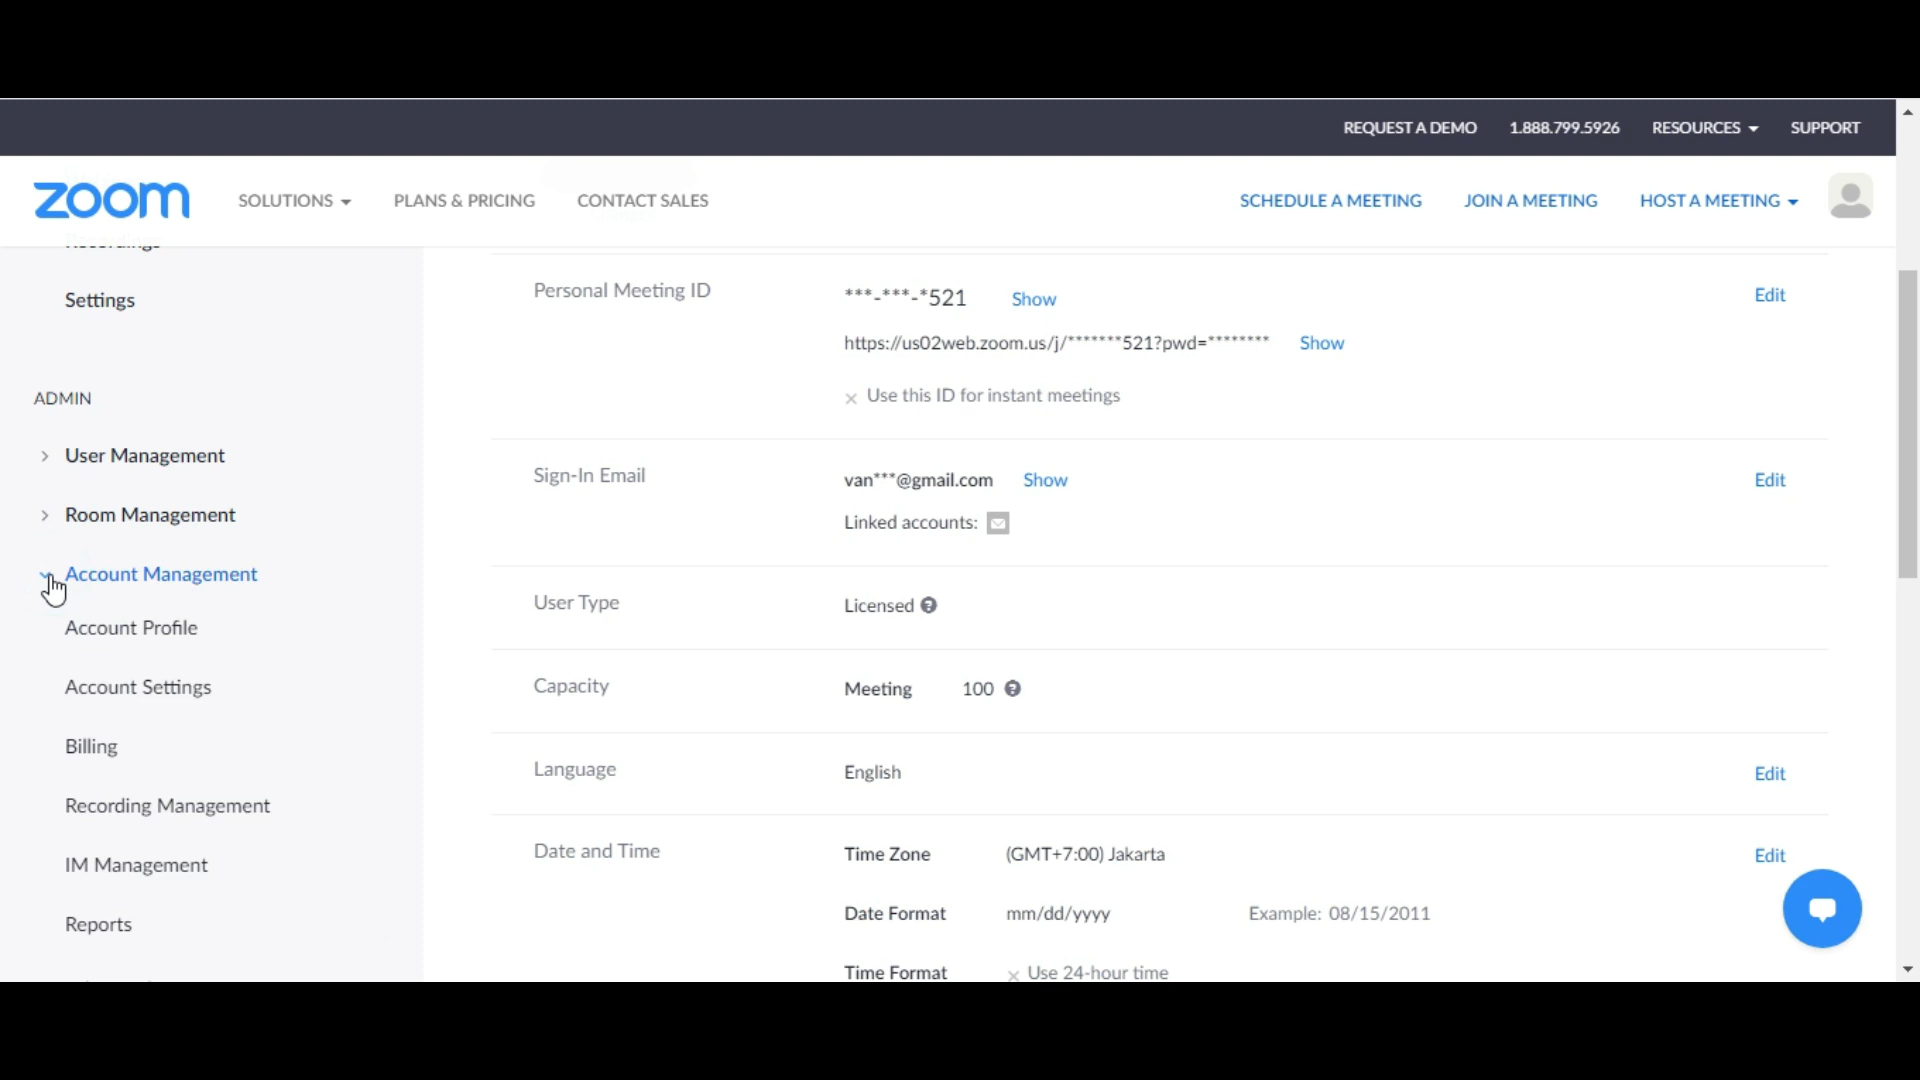 REQUEST A DEMO 1.888.799.5926 RESOURCES SUPPORT
zoom SOLUTIONS PLANS & PRICING CONTACT SALES SCHEDULE A MEETING JOIN A MEETING HOST A MEETING
Settings
ADMIN
User Management
Room Management
Account Management
Account Profile
Account Settings
Billing
Recording Management
IM Management
Reports
Personal Meeting ID ***-***-*521 Show Edit
https://us02web.zoom.us/j/*******521?pwd=******** Show
× Use this ID for instant meetings
Sign-In Email van***@gmail.com Show Edit
Linked accounts:
User Type Licensed ?
Capacity Meeting 100 ?
Language English Edit
Date and Time Time Zone (GMT+7:00) Jakarta Edit
Date Format mm/dd/yyyy Example: 08/15/2011
Time Format × Use 24-hour time